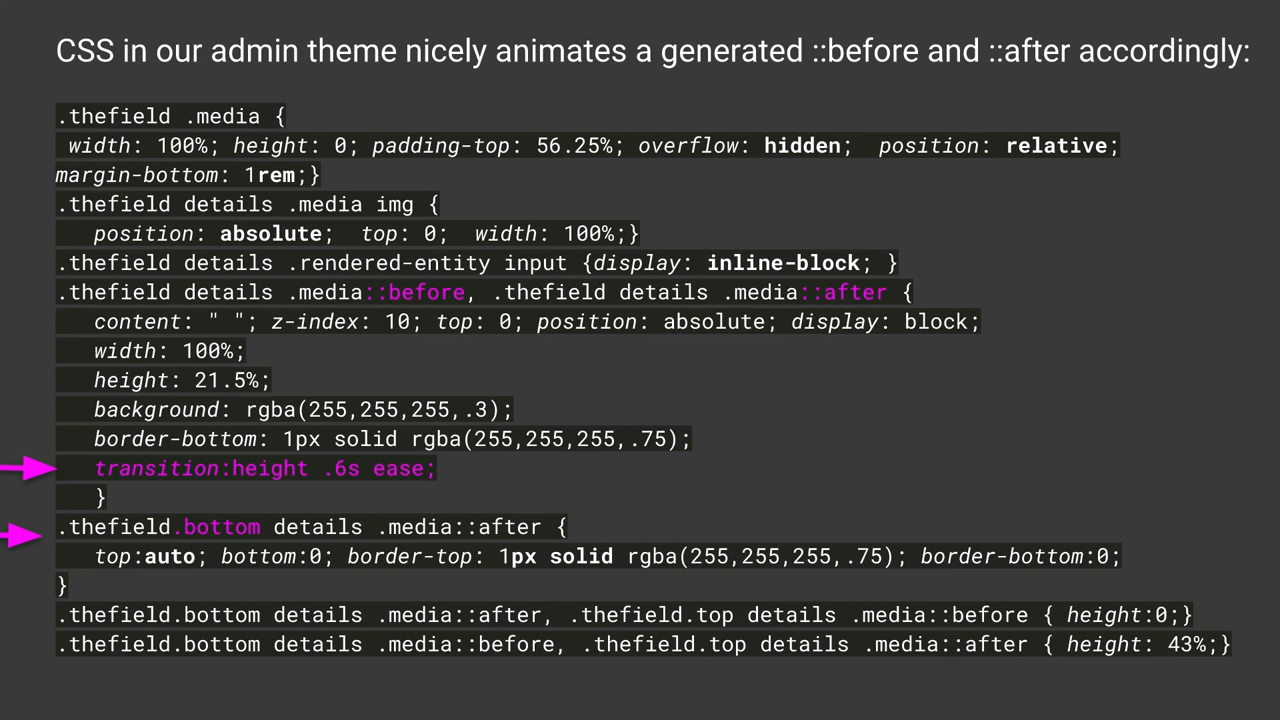 CSS in our admin theme nicely animates a generated ::before and ::after accordingly:
.thefield .media {
width: 100%; height: 0; padding-top: 56.25%; overflow: hidden; position: relative;
margin-bottom: 1rem;}
.thefield details .media img {
position: absolute; top: 0; width: 100%;}
.thefield details .rendered-entity input {display: inline-block; }
.thefield details .media::before, .thefield details .media::after {
content: " "; z-index: 10; top: 0; position: absolute; display: block;
width: 100%;
height: 21.5%;
background: rgba(255,255,255,.3);
border-bottom: 1px solid rgba(255,255,255,.75);
transition:height .6s ease;
}
.thefield.bottom details .media::after {
top:auto; bottom:0; border-top: 1px solid rgba(255,255,255,.75); border-bottom:0;
}
.thefield.bottom details .media::after, .thefield.top details .media::before { height:0;}
.thefield.bottom details .media::before, .thefield.top details .media::after { height: 43%;}